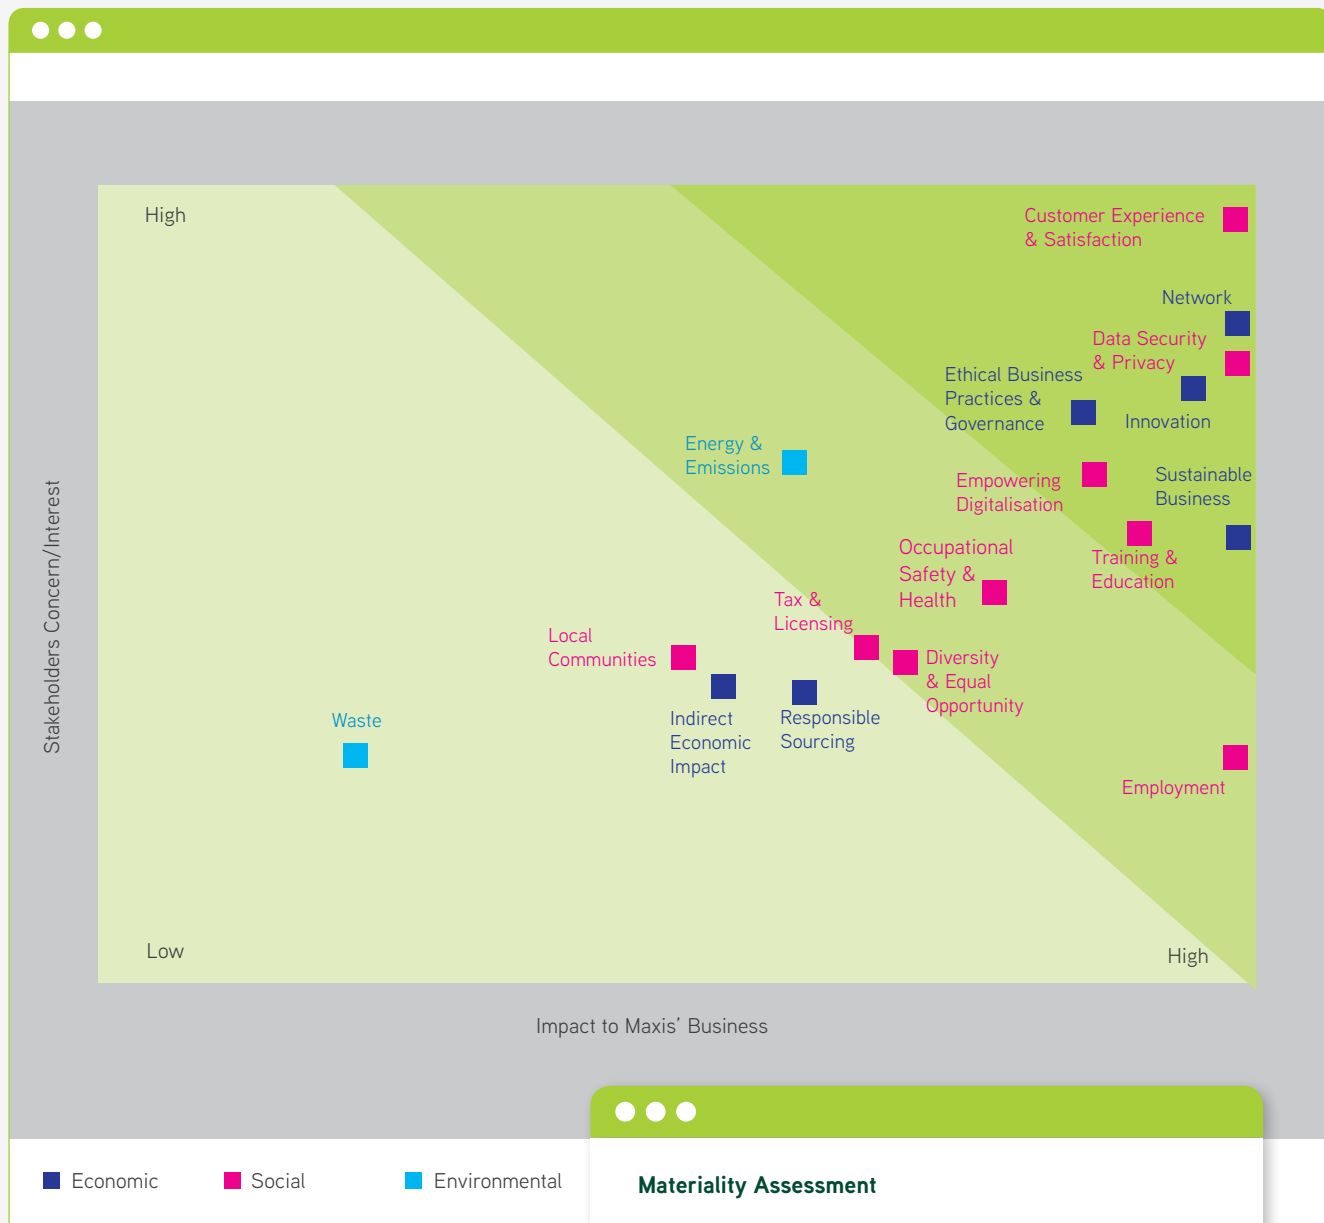 High
Customer Experience
& Satisfaction
Network
Data Security
& Privacy
Ethical Business
Practices &
Governance
Innovation
Energy &
Emissions
Empowering
Digitalisation
Sustainable
Business
Occupational
Safety &
Health
Training &
Education
Tax &
Licensing
Local
Communities
Diversity
& Equal
Opportunity
Waste
Indirect
Economic
Impact
Responsible
Sourcing
Employment
Stakeholders Concern/Interest
Low
High
Impact to Maxis' Business
Economic
Social
Environmental
Materiality Assessment